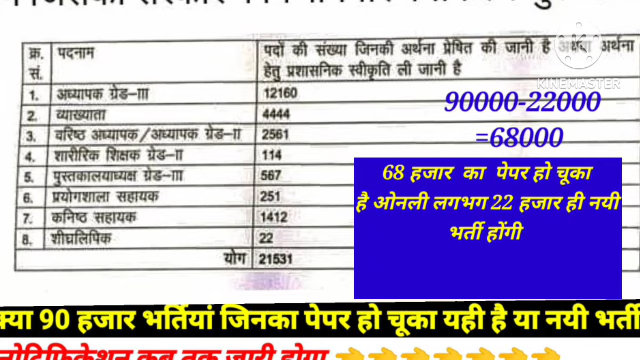 क्र. सं. पदनाम पदों की संख्या जिनकी अर्थना प्रेषित की जानी है अथवा अर्थना हेतु प्रशासनिक स्वीकृति ली जानी है
1. अध्यापक ग्रेड–III 12160
2. व्याख्याता 4444
3. वरिष्ठ अध्यापक/अध्यापक ग्रेड–II 2561
4. शारीरिक शिक्षक ग्रेड–II 114
5. पुस्तकालयाध्यक्ष ग्रेड–III 567
6. प्रयोगशाला सहायक 251
7. कनिष्ठ सहायक 1412
8. शीघ्रलिपिक 22
योग 21531
KINEMASTER
90000-22000
=68000
68 हजार का पेपर हो चूका
है ओनली लगभग 22 हजार ही नयी
भर्ती होंगी
क्या 90 हजार भर्तियां जिनका पेपर हो चूका यही है या नयी भर्ती
नोटिफिकेशन कब तक जारी होगा